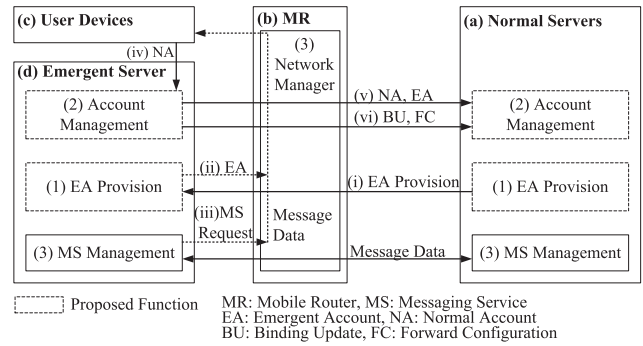 (c) User Devices
(b) MR
(a) Normal Servers
(iv) NA
(3)
Network
Manager
(d) Emergent Server
(2) Account
Management
(v) NA, EA
(vi) BU, FC
(2) Account
Management
(ii) EA
(1) EA Provision
(i) EA Provision
(1) EA Provision
(iii)MS
Request
Message
Data
(3) MS Management
Message Data
(3) MS Management
Proposed Function
MR: Mobile Router, MS: Messaging Service
EA: Emergent Account, NA: Normal Account
BU: Binding Update, FC: Forward Configuration